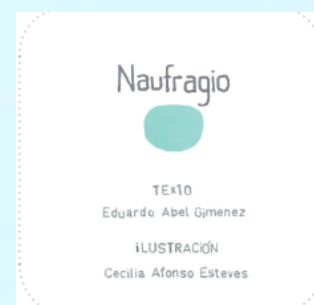 Naufragio
TEXTO
Eduardo Abel Gimenez
ILUSTRACIÓN
Cecilia Afonso Esteves